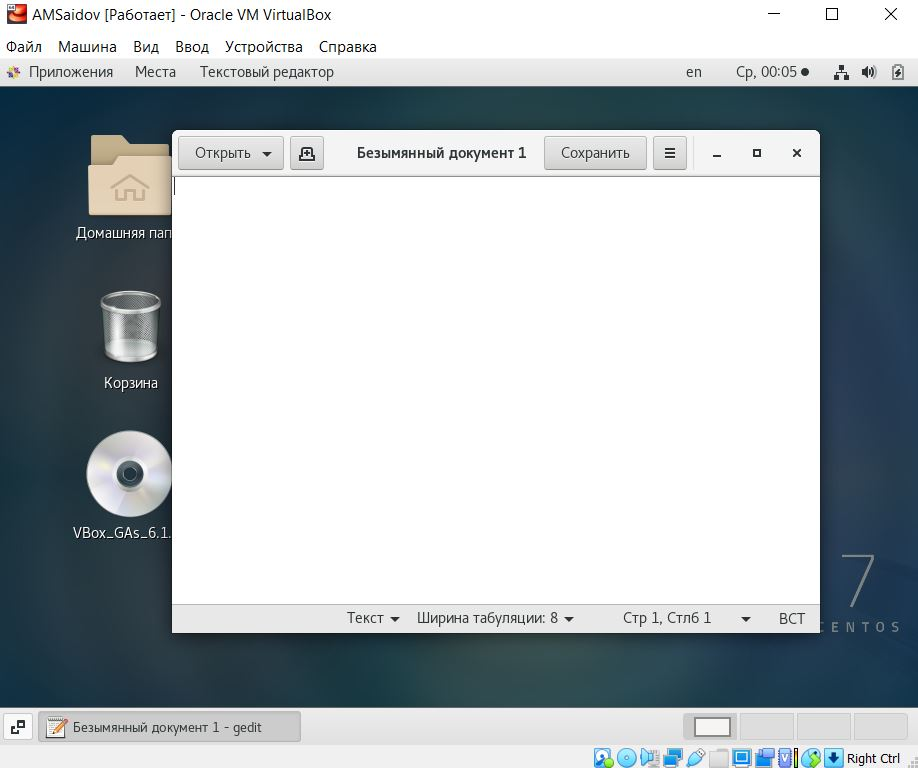 AMSaidov [Работает] - Oracle VM VirtualBox
Файл Машина Вид Ввод Устройства Справка
Приложения Места Текстовый редактор en Ср, 00:05
Открыть Безымянный документ 1 Сохранить
Домашняя пап
Корзина
VBox_GAs_6.1.
7
CENTOS
Текст Ширина табуляции: 8 Стр 1, Стлб 1 ВСТ
Безымянный документ 1 - gedit
Right Ctrl